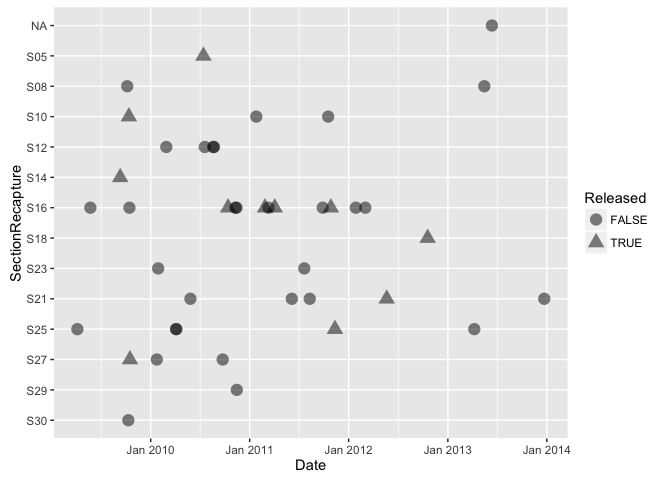 NA
S05
S08
S10
S12
S14
S16
S18
S23
S21
S25
S27
S29
S30
SectionRecapture
Jan 2010 Jan 2011 Jan 2012 Jan 2013 Jan 2014
Date
Released
FALSE
TRUE